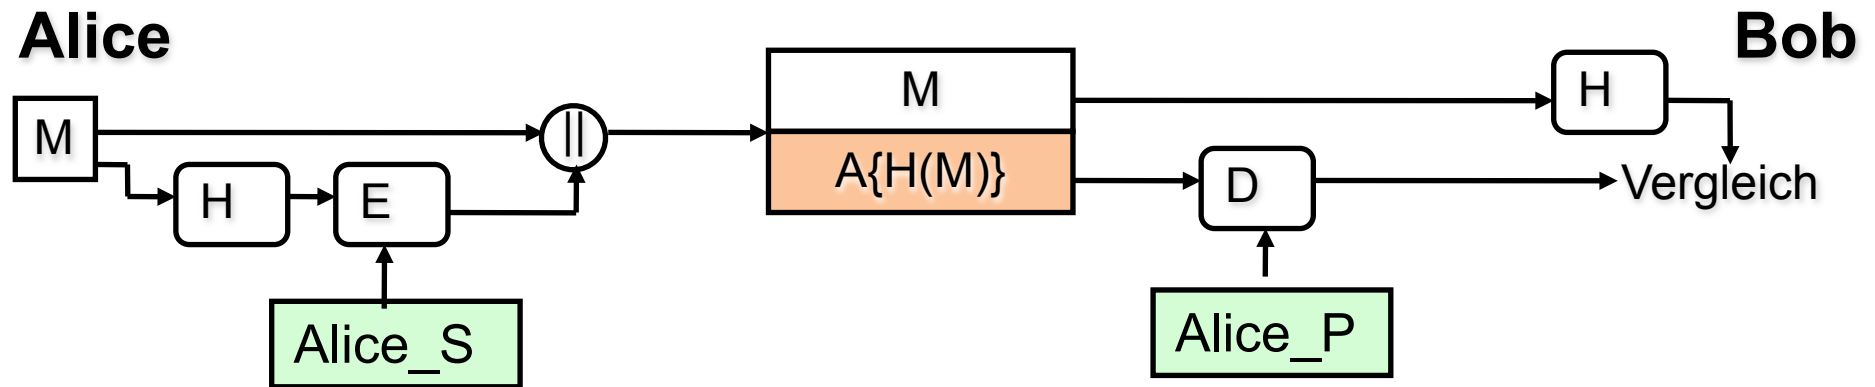 Alice
Bob
M
H
E
||
M
A{H(M)}
H
D
Vergleich
Alice_S
Alice_P